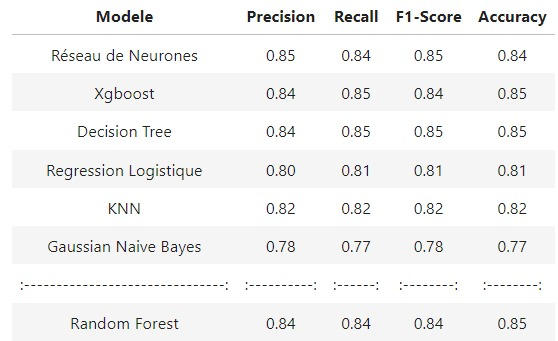 Modele Precision Recall F1-Score Accuracy
Réseau de Neurones 0.85 0.84 0.85 0.84
Xgboost 0.84 0.85 0.84 0.85
Decision Tree 0.84 0.85 0.85 0.85
Regression Logistique 0.80 0.81 0.81 0.81
KNN 0.82 0.82 0.82 0.82
Gaussian Naive Bayes 0.78 0.77 0.78 0.77
:-----------------------------: :----------: :------: :--------: :--------:
Random Forest 0.84 0.84 0.84 0.85